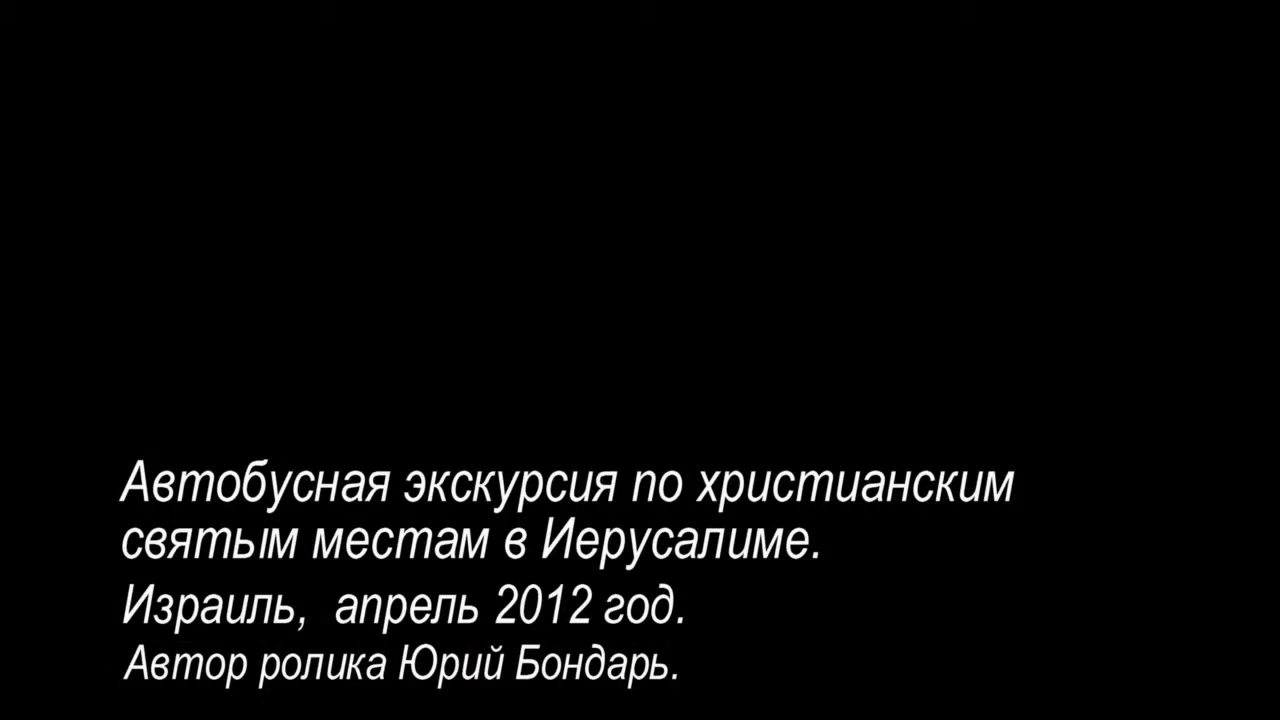 Автобусная экскурсия по христианским
святым местам в Иерусалиме.
Израиль, апрель 2012 год.
Автор ролика Юрий Бондарь.